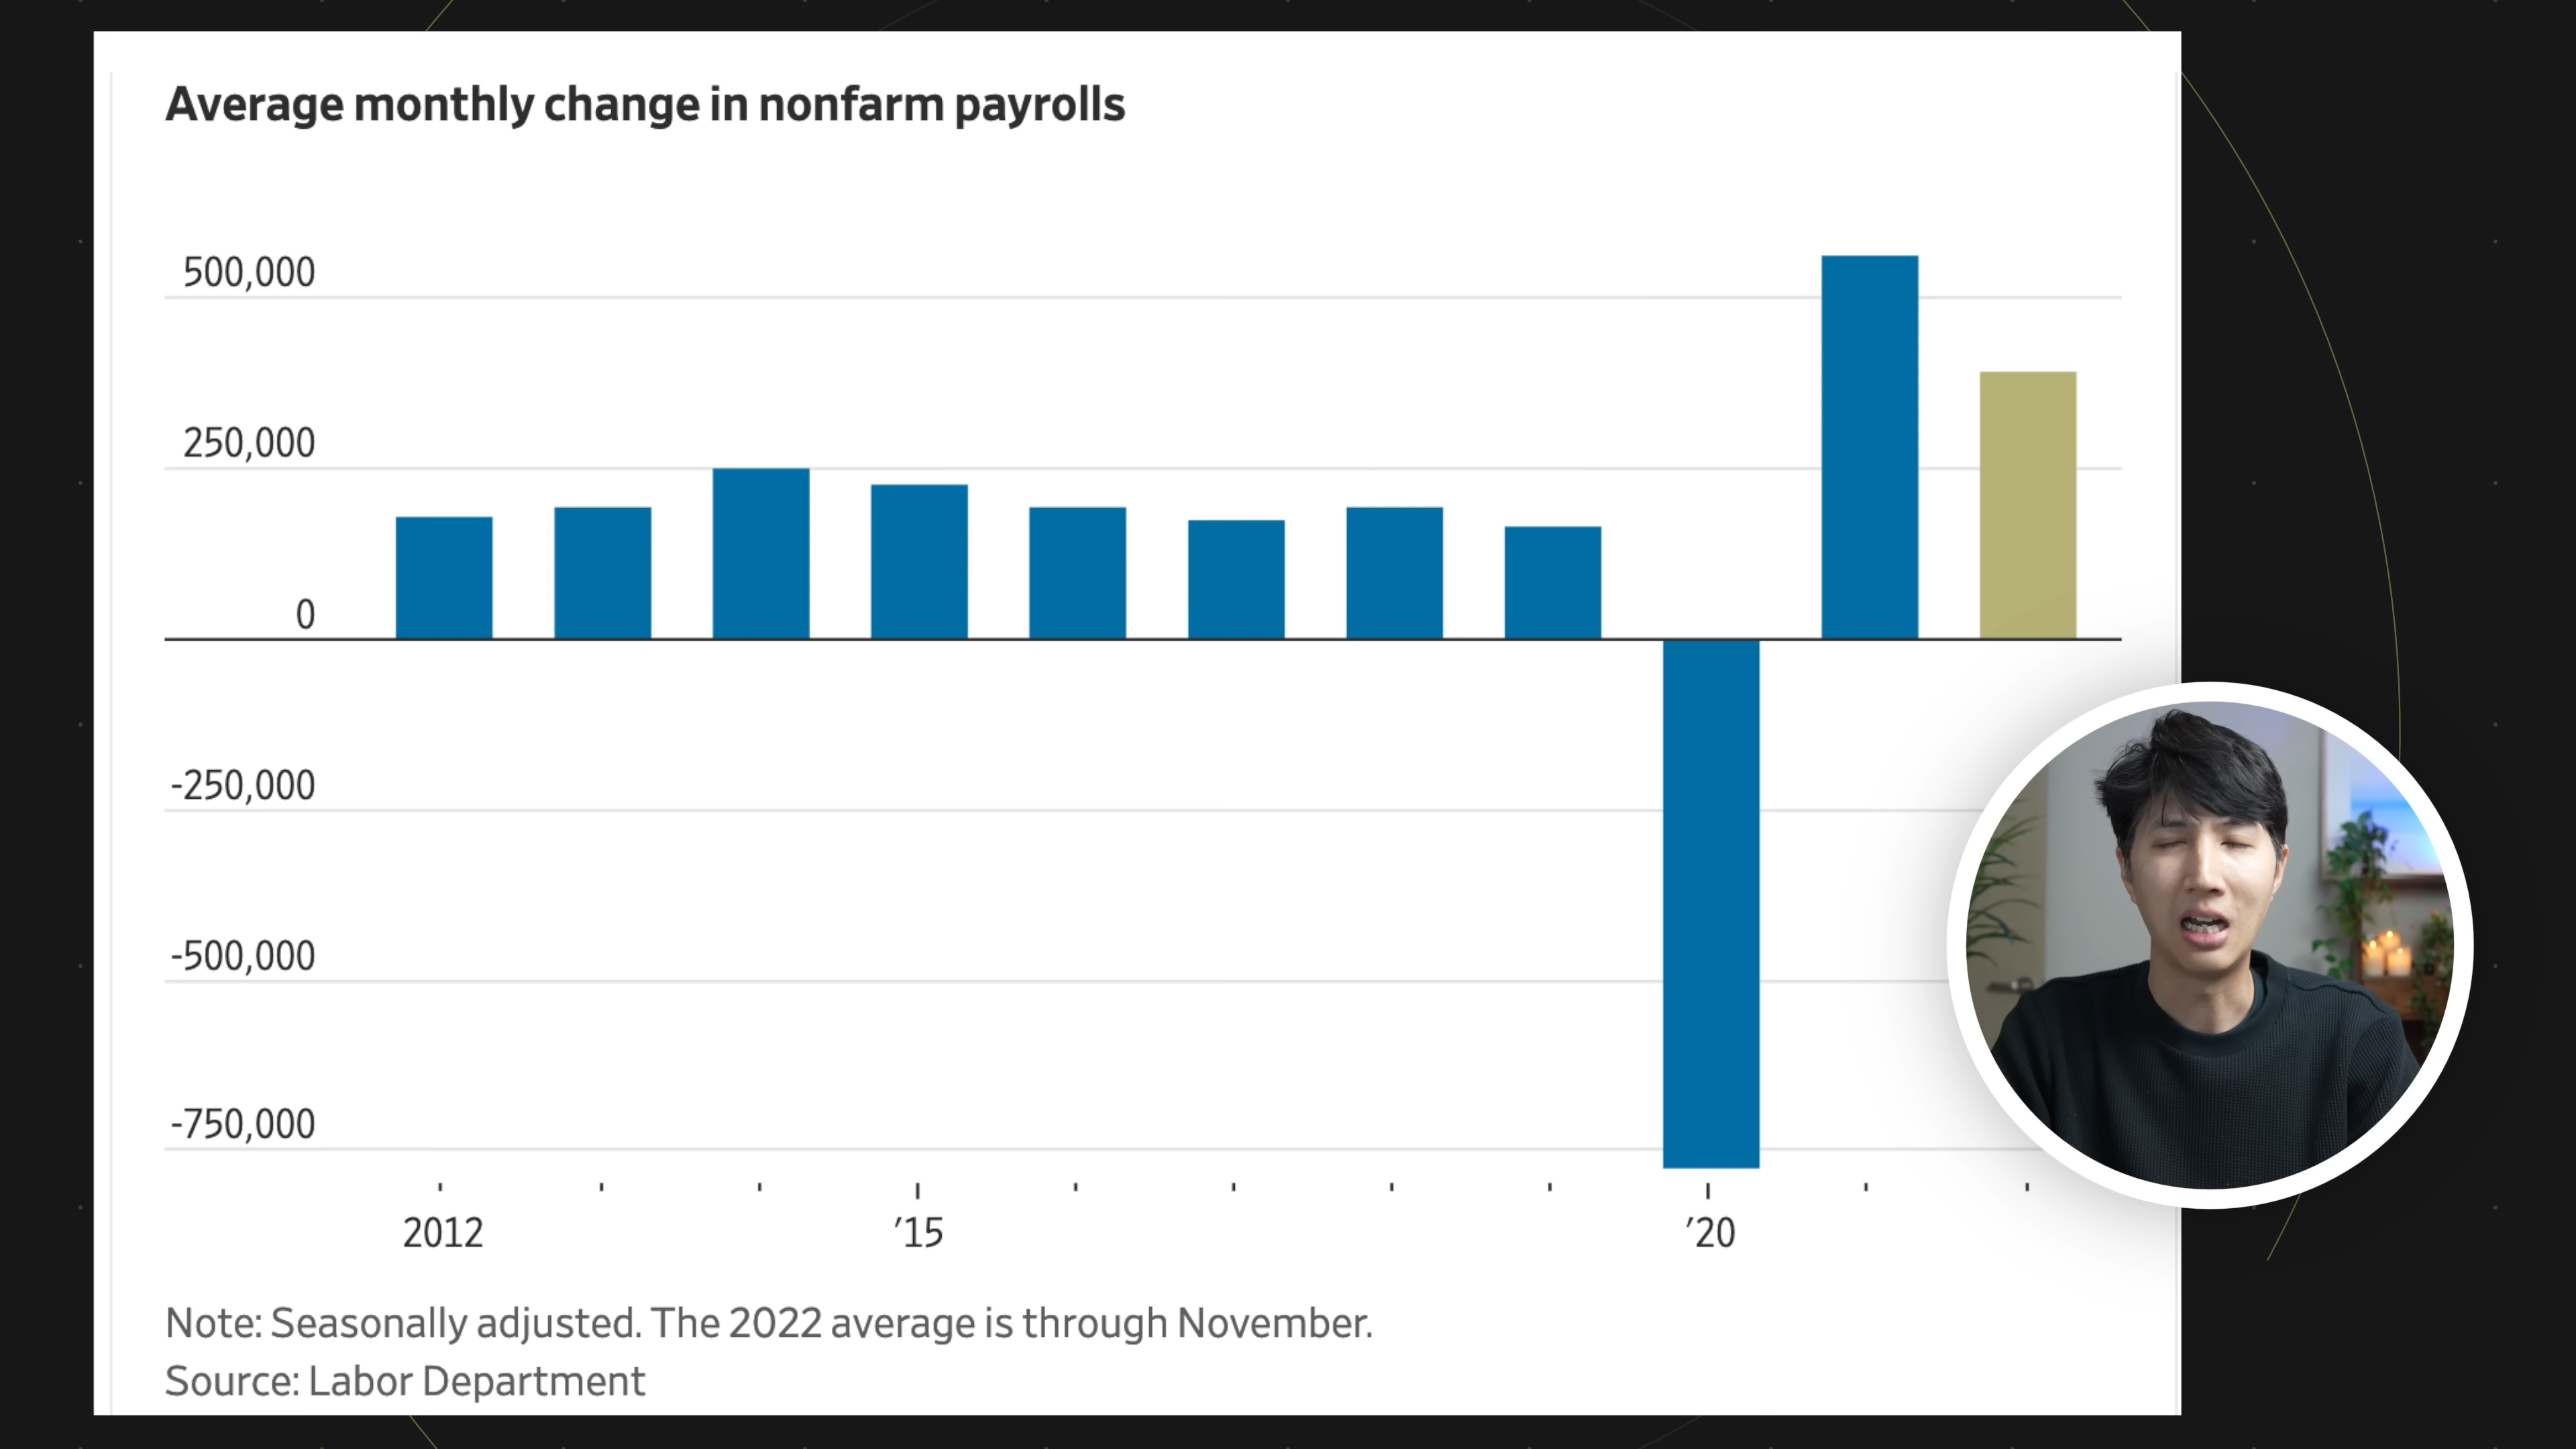 Average monthly change in nonfarm payrolls
500,000
250,000
0
-250,000
-500,000
-750,000
2012 ’15 ’20
Note: Seasonally adjusted. The 2022 average is through November.
Source: Labor Department